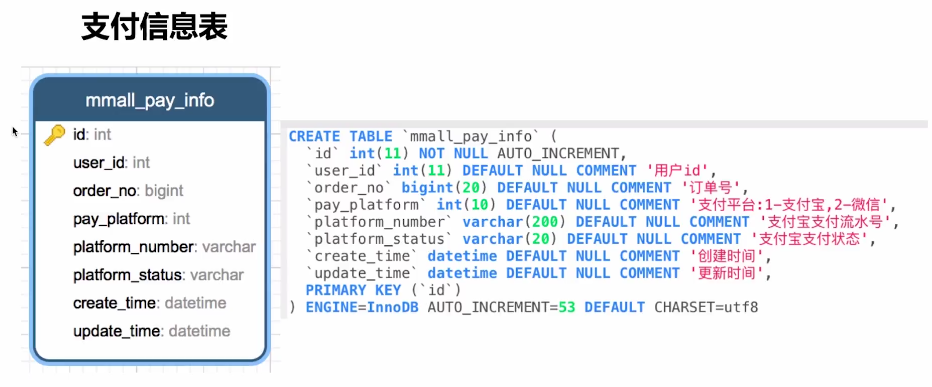 支付信息表
mmall_pay_info
id: int
user_id: int
order_no: bigint
pay_platform: int
platform_number: varchar
platform_status: varchar
create_time: datetime
update_time: datetime
CREATE TABLE `mmall_pay_info` (
`id` int(11) NOT NULL AUTO_INCREMENT,
`user_id` int(11) DEFAULT NULL COMMENT '用户id',
`order_no` bigint(20) DEFAULT NULL COMMENT '订单号',
`pay_platform` int(10) DEFAULT NULL COMMENT '支付平台:1-支付宝,2-微信',
`platform_number` varchar(200) DEFAULT NULL COMMENT '支付宝支付流水号',
`platform_status` varchar(20) DEFAULT NULL COMMENT '支付宝支付状态',
`create_time` datetime DEFAULT NULL COMMENT '创建时间',
`update_time` datetime DEFAULT NULL COMMENT '更新时间',
PRIMARY KEY (`id`)
) ENGINE=InnoDB AUTO_INCREMENT=53 DEFAULT CHARSET=utf8